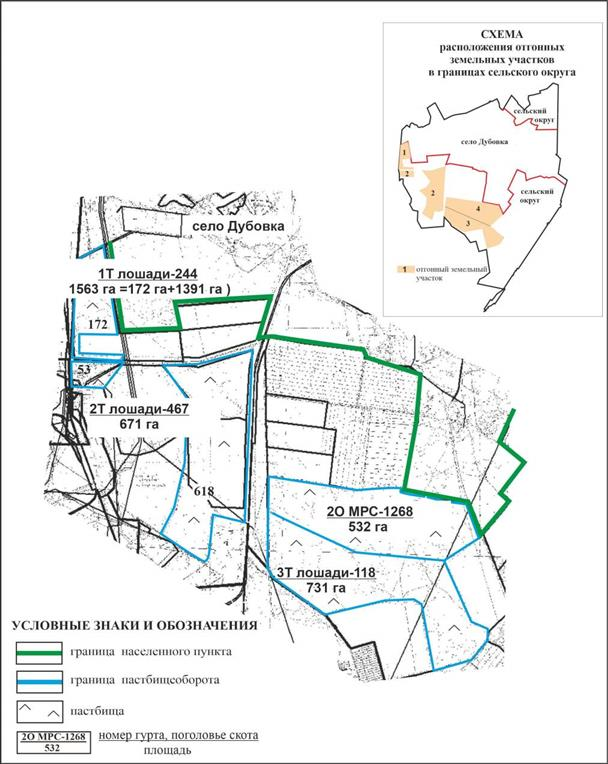 СХЕМА
расположения отгонных
земельных участков
в границах сельского округа
сельский
округ
село Дубовка
1
2
2
сельский
округ
4
3
1 отгонный земельный
участок
село Дубовка
1Т лошади-244
1563 га =172 га+1391 га )
172
53
2Т лошади-467
671 га
618
2О МРС-1268
532 га
3Т лошади-118
731 га
УСЛОВНЫЕ ЗНАКИ И ОБОЗНАЧЕНИЯ
граница населенного пункта
граница пастбищеоборота
пастбища
2О МРС-1268
532
номер гурта, поголовье скота
площадь